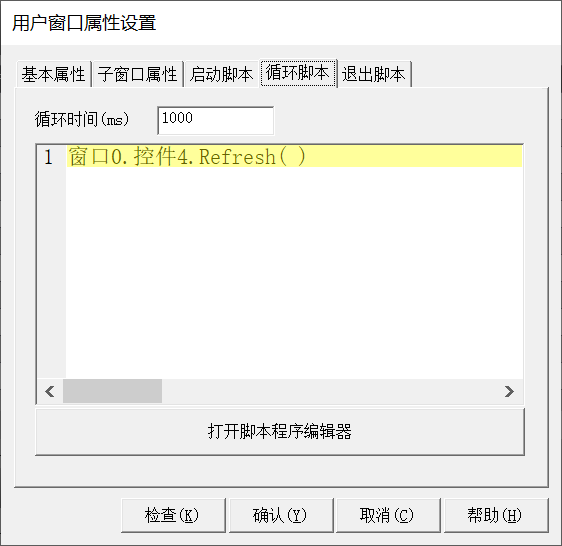 用户窗口属性设置
基本属性 子窗口属性 启动脚本 循环脚本 退出脚本
循环时间(ms) 1000
1 窗口0.控件4.Refresh( )
打开脚本程序编辑器
检查(K) 确认(Y) 取消(C) 帮助(H)